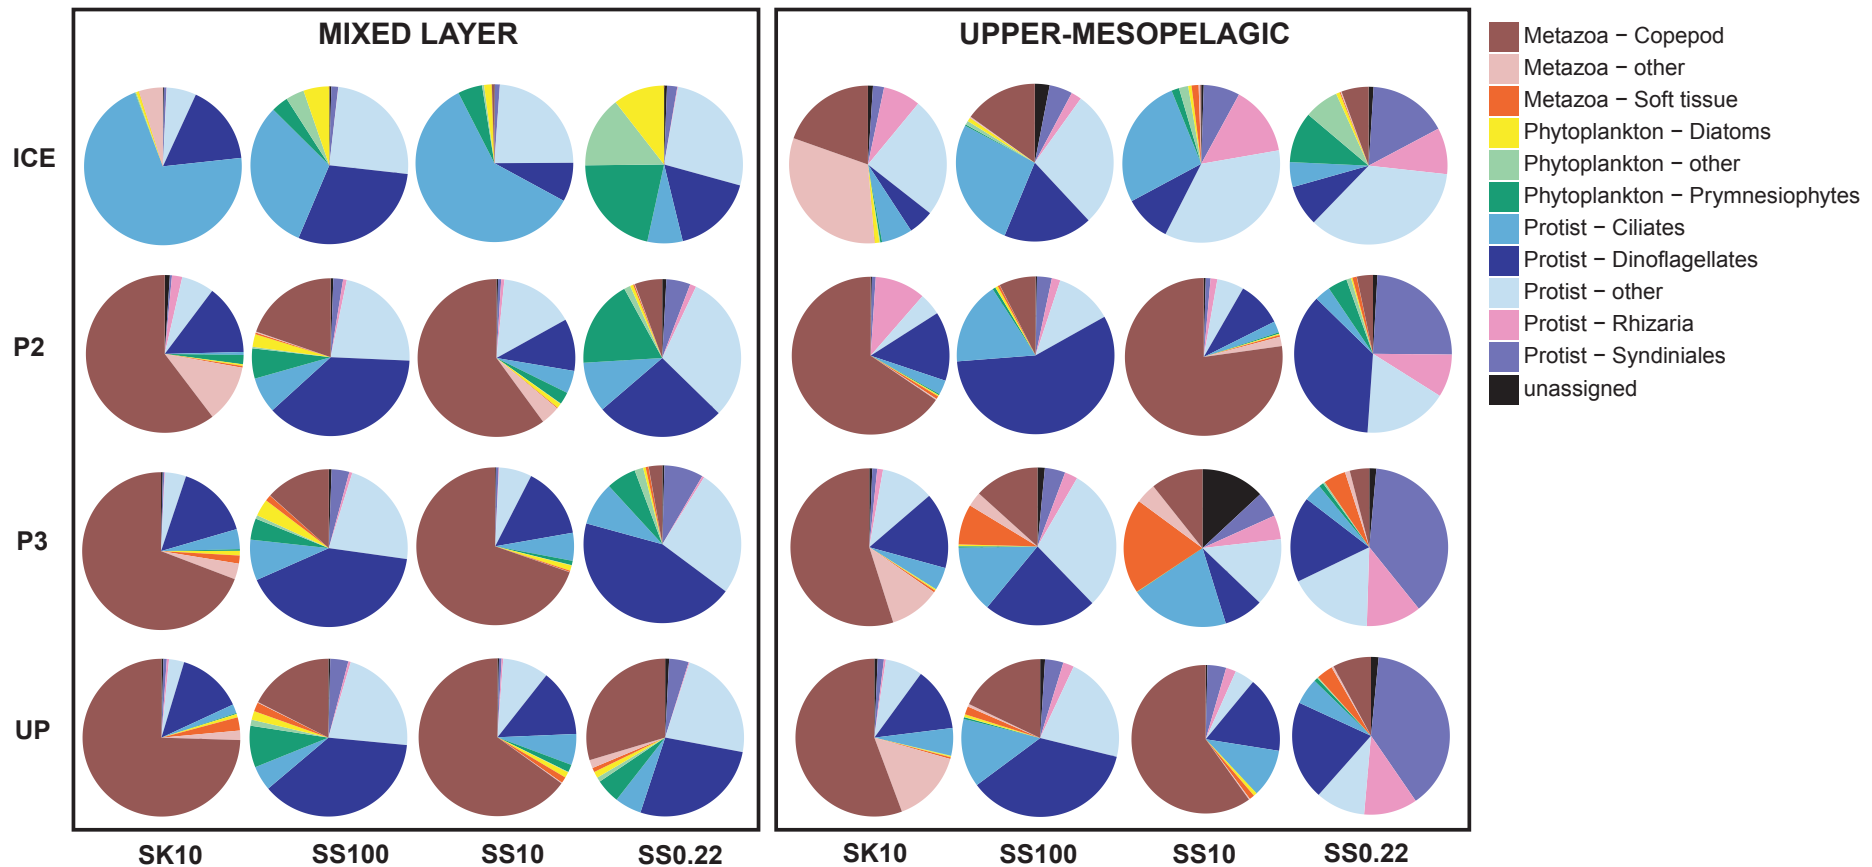 MIXED LAYER
UPPER-MESOPELAGIC
Metazoa − Copepod
Metazoa − other
Metazoa − Soft tissue
Phytoplankton − Diatoms
Phytoplankton − other
Phytoplankton − Prymnesiophytes
Protist − Ciliates
Protist − Dinoflagellates
Protist − other
Protist − Rhizaria
Protist − Syndiniales
unassigned
ICE
P2
P3
UP
SK10 SS100 SS10 SS0.22 SK10 SS100 SS10 SS0.22